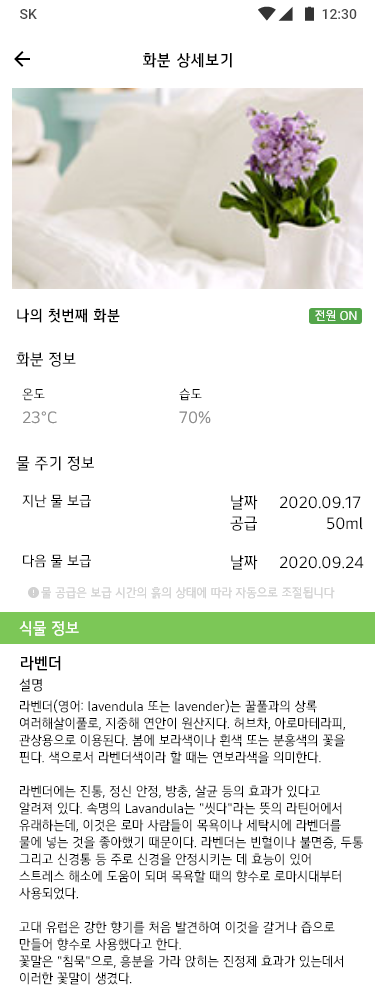 SK 12:30
화분 상세보기
나의 첫번째 화분 전원 ON
화분 정보
온도 습도
23°C 70%
물 주기 정보
지난 물 보급 날짜 2020.09.17
공급 50ml
다음 물 보급 날짜 2020.09.24
물 공급은 보급 시간의 흙의 상태에 따라 자동으로 조절됩니다
식물 정보
라벤더
설명
라벤더(영어: lavendula 또는 lavender)는 꿀풀과의 상록
여러해살이풀로, 지중해 연안이 원산지다. 허브차, 아로마테라피,
관상용으로 이용된다. 봄에 보라색이나 흰색 또는 분홍색의 꽃을
핀다. 색으로서 라벤더색이라 할 때는 연보라색을 의미한다.
라벤더에는 진통, 정신 안정, 방충, 살균 등의 효과가 있다고
알려져 있다. 속명의 Lavandula는 "씻다"라는 뜻의 라틴어에서
유래하는데, 이것은 로마 사람들이 목욕이나 세탁시에 라벤더를
물에 넣는 것을 좋아했기 때문이다. 라벤더는 빈혈이나 불면증, 두통
그리고 신경통 등 주로 신경을 안정시키는 데 효능이 있어
스트레스 해소에 도움이 되며 목욕할 때의 향수로 로마시대부터
사용되었다.
고대 유럽은 강한 향기를 처음 발견하여 이것을 갈거나 즙으로
만들어 향수로 사용했다고 한다.
꽃말은 "침묵"으로, 흥분을 가라 앉히는 진정제 효과가 있는데서
이러한 꽃말이 생겼다.